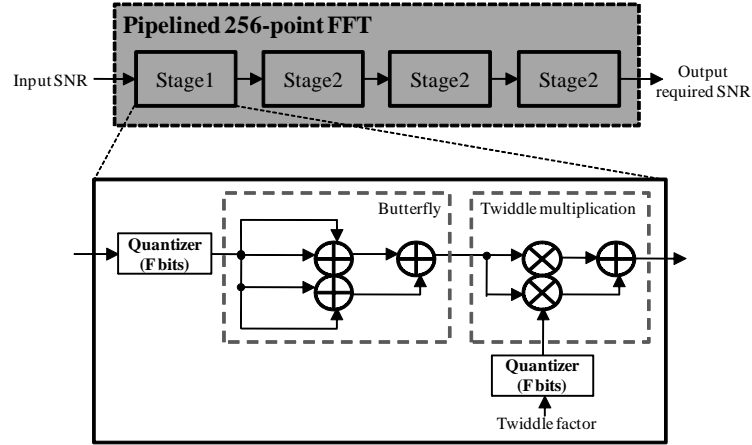 Pipelined 256-point FFT
Input SNR
Stage1
Stage2
Stage2
Stage2
Output
required SNR
Butterfly
Twiddle multiplication
Quantizer
(F bits)
Quantizer
(F bits)
Twiddle factor